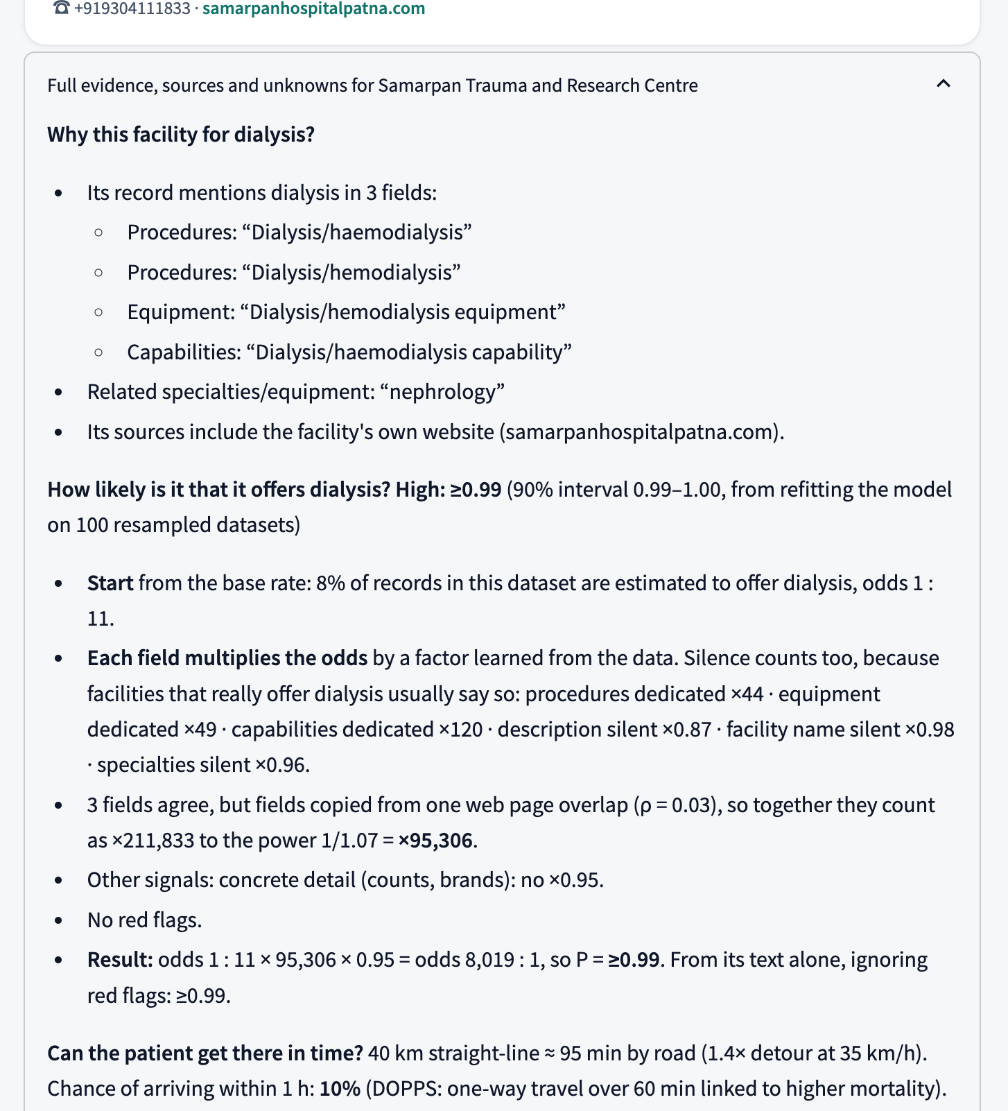 ☎ +919304111833 · samarpanhospitalpatna.com
Full evidence, sources and unknowns for Samarpan Trauma and Research Centre
Why this facility for dialysis?
• Its record mentions dialysis in 3 fields:
○ Procedures: “Dialysis/haemodialysis”
○ Procedures: “Dialysis/hemodialysis”
○ Equipment: “Dialysis/hemodialysis equipment”
○ Capabilities: “Dialysis/haemodialysis capability”
• Related specialties/equipment: “nephrology”
• Its sources include the facility's own website (samarpanhospitalpatna.com).
How likely is it that it offers dialysis? High: ≥0.99 (90% interval 0.99–1.00, from refitting the model
on 100 resampled datasets)
• Start from the base rate: 8% of records in this dataset are estimated to offer dialysis, odds 1 :
11.
• Each field multiplies the odds by a factor learned from the data. Silence counts too, because
facilities that really offer dialysis usually say so: procedures dedicated ×44 · equipment
dedicated ×49 · capabilities dedicated ×120 · description silent ×0.87 · facility name silent ×0.98
· specialties silent ×0.96.
• 3 fields agree, but fields copied from one web page overlap (ρ = 0.03), so together they count
as ×211,833 to the power 1/1.07 = ×95,306.
• Other signals: concrete detail (counts, brands): no ×0.95.
• No red flags.
• Result: odds 1 : 11 × 95,306 × 0.95 = odds 8,019 : 1, so P = ≥0.99. From its text alone, ignoring
red flags: ≥0.99.
Can the patient get there in time? 40 km straight-line ≈ 95 min by road (1.4× detour at 35 km/h).
Chance of arriving within 1 h: 10% (DOPPS: one-way travel over 60 min linked to higher mortality).